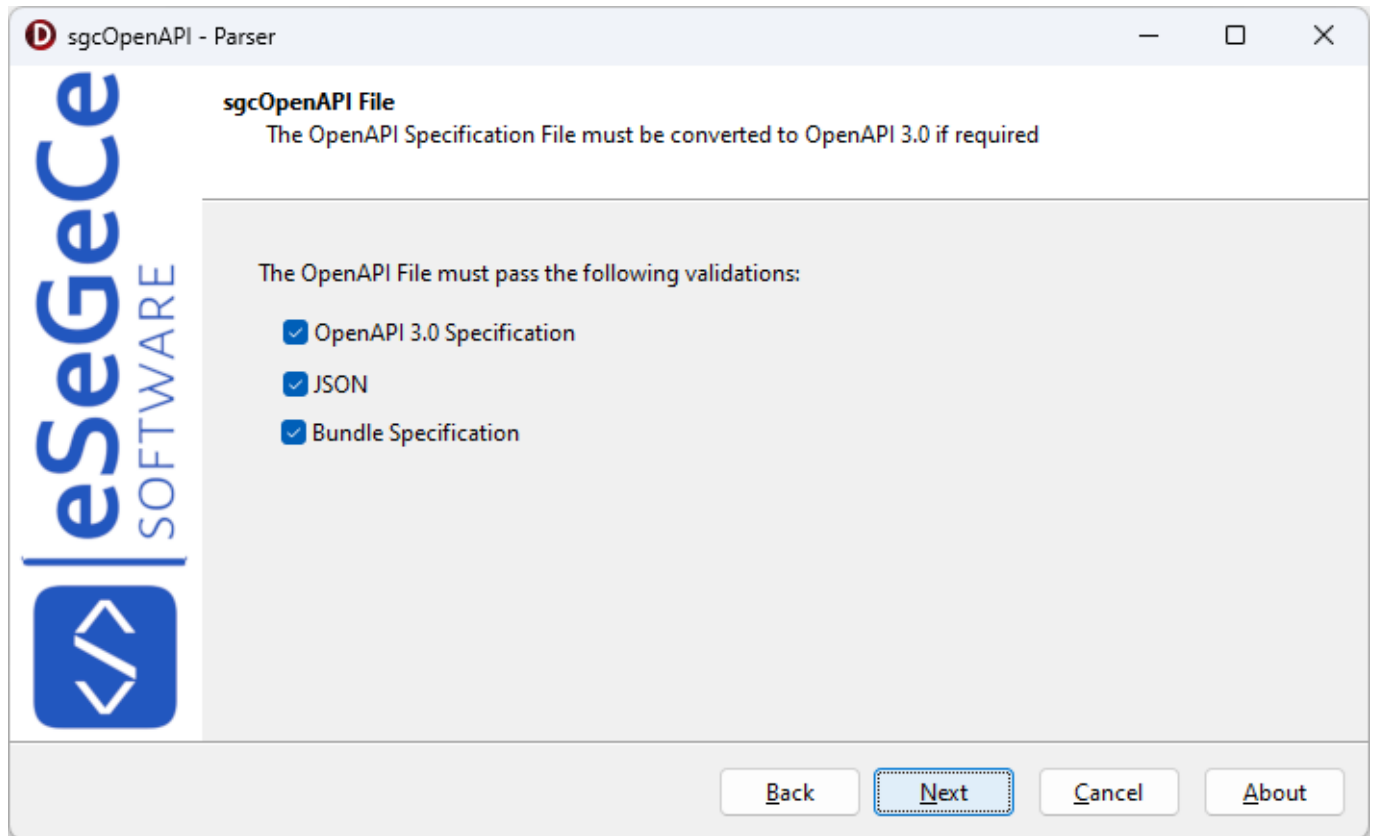 sgcOpenAPI - Parser
eSeGeCe
SOFTWARE
sgcOpenAPI File
The OpenAPI Specification File must be converted to OpenAPI 3.0 if required
The OpenAPI File must pass the following validations:
OpenAPI 3.0 Specification
JSON
Bundle Specification
Back
Next
Cancel
About